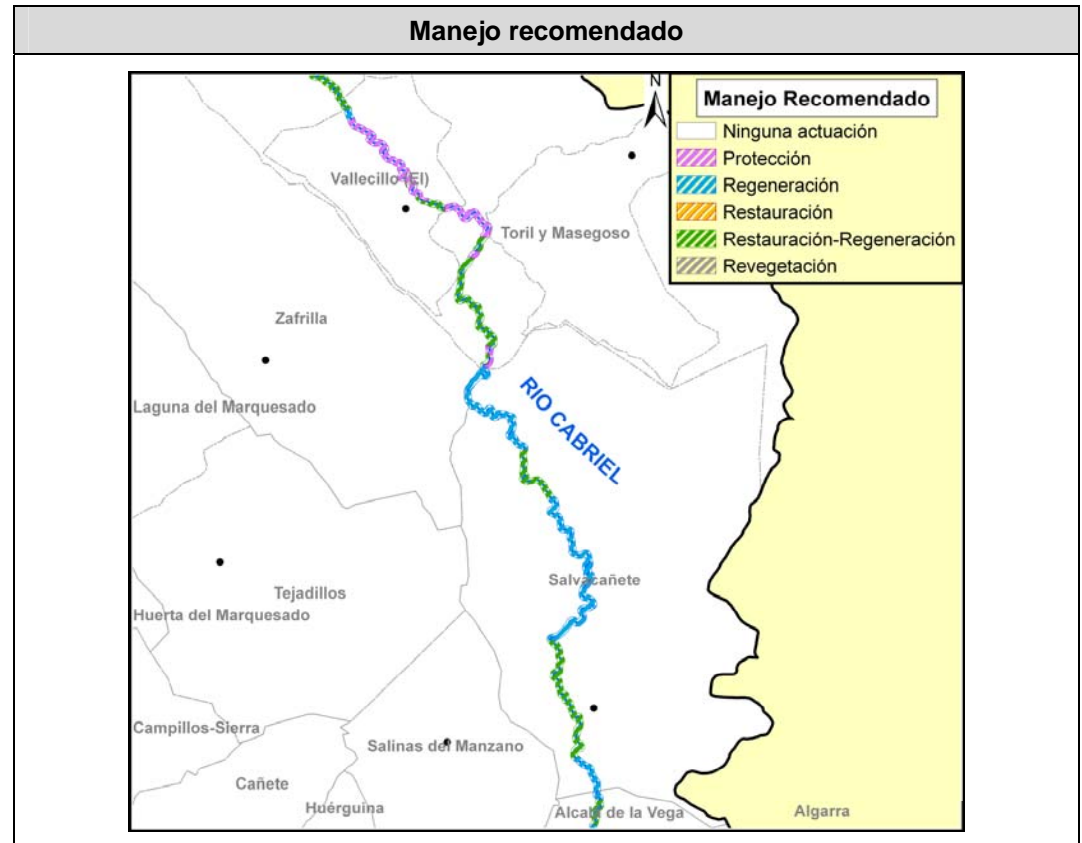 Manejo recomendado
N
Manejo Recomendado
Ninguna actuación
Protección
Regeneración
Restauración
Restauración-Regeneración
Revegetación
Vallecillo (El)
Toril y Masegoso
Zafrilla
RIO CABRIEL
Laguna del Marquesado
Salvacañete
Tejadillos
Huerta del Marquesado
Campillos-Sierra
Salinas del Manzano
Cañete
Huérguina
Alcalá de la Vega
Algarra